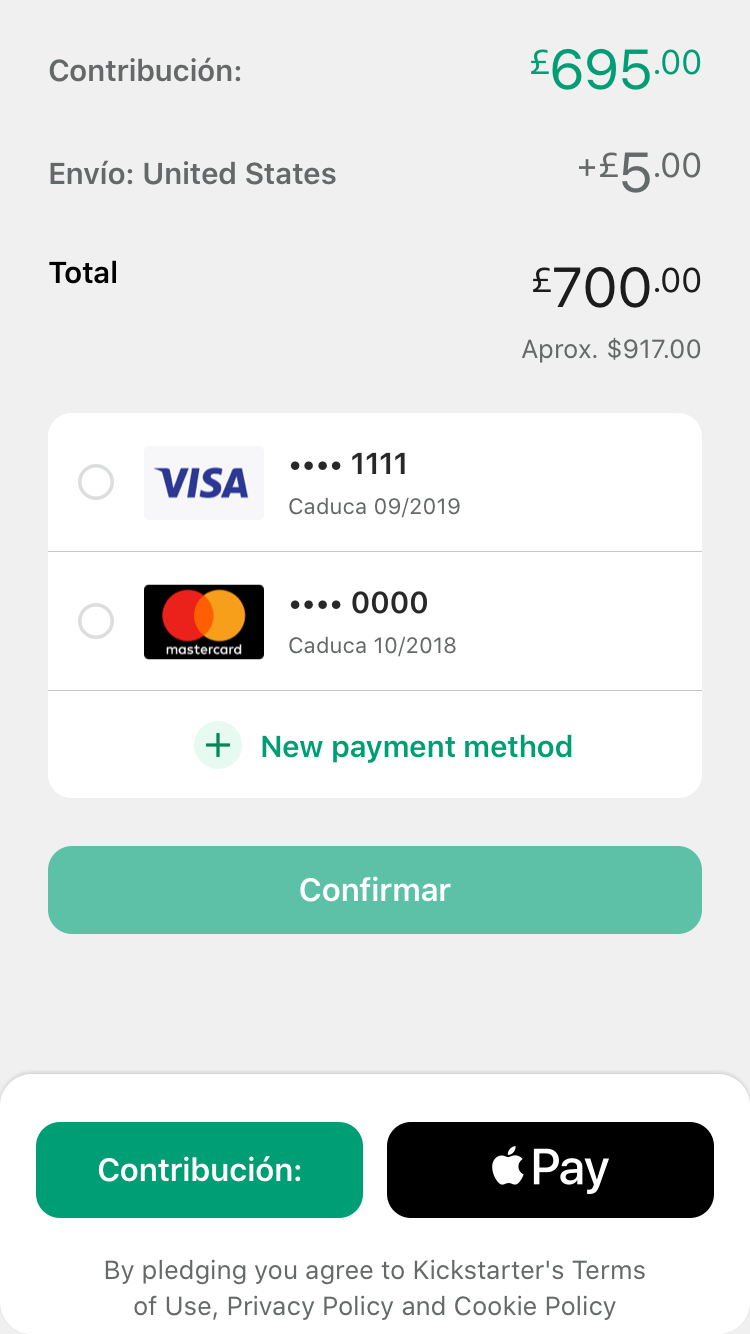 Contribución: £695.00
Envío: United States +£5.00
Total £700.00
Aprox. $917.00
VISA •••• 1111
Caduca 09/2019
mastercard •••• 0000
Caduca 10/2018
+ New payment method
Confirmar
Contribución: Pay
By pledging you agree to Kickstarter's Terms
of Use, Privacy Policy and Cookie Policy